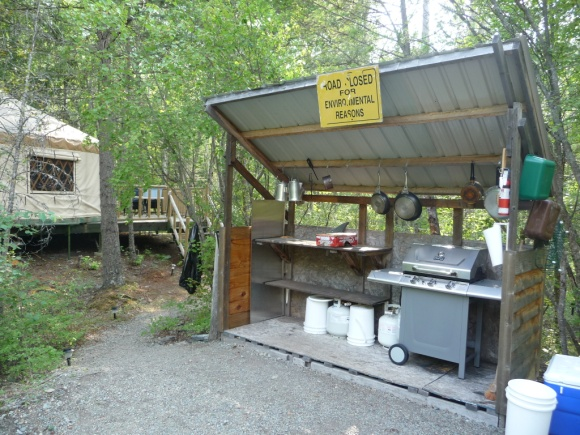 ROAD CLOSED
FOR
ENVIRONMENTAL
REASONS